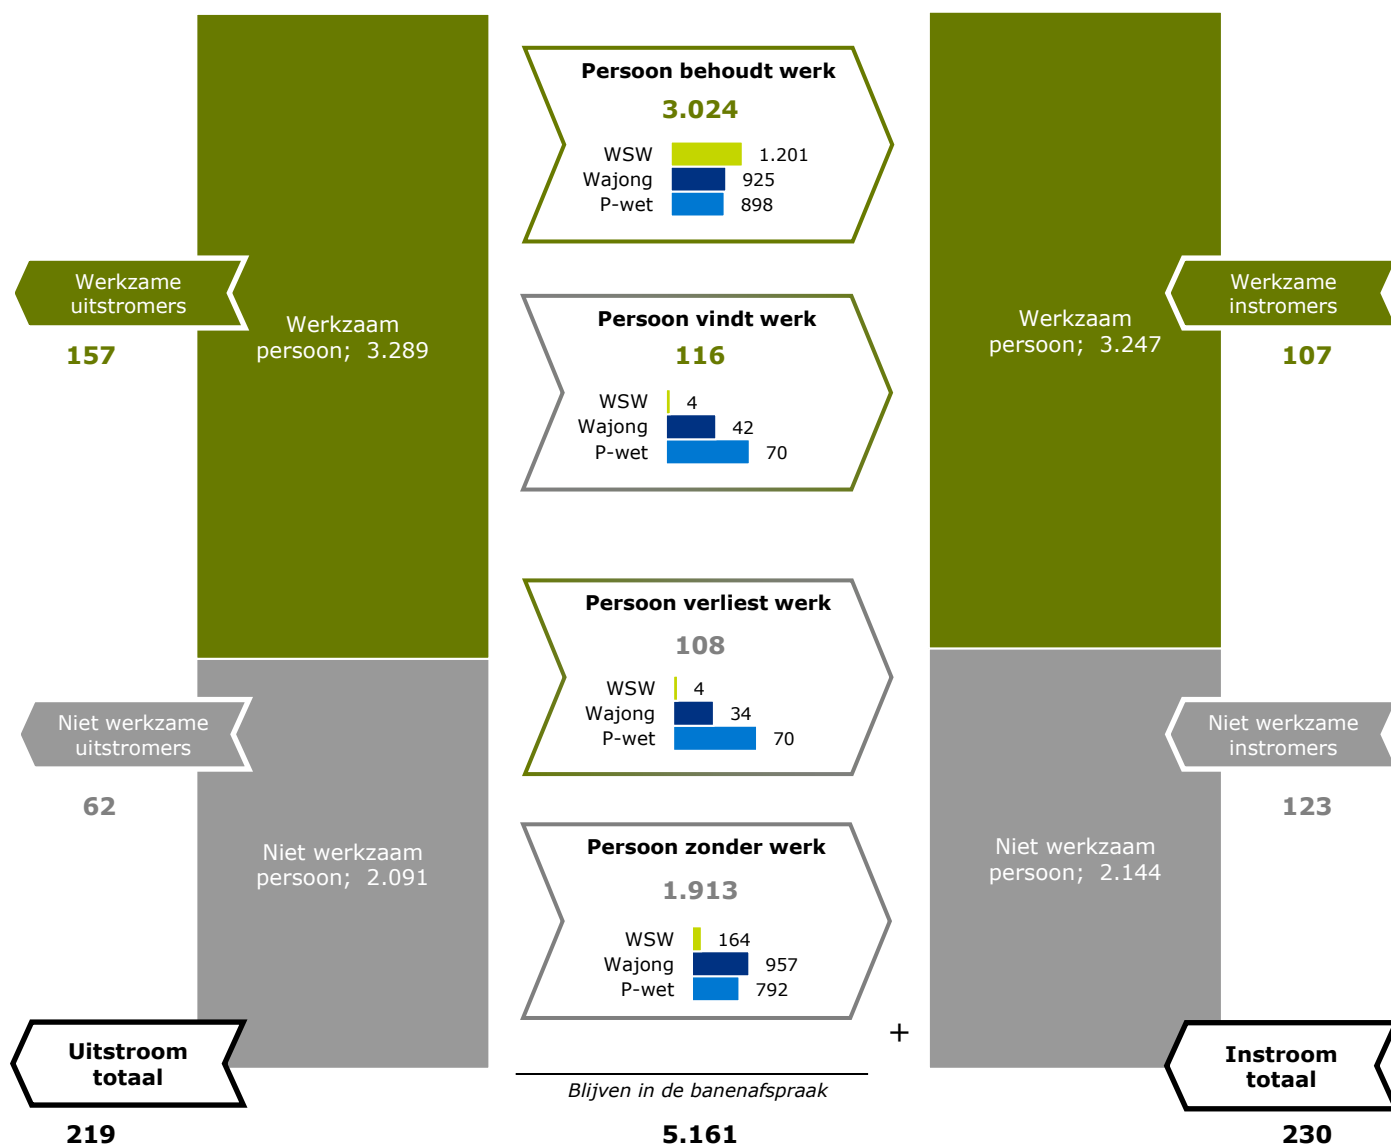 Werkzame
uitstromers
157
Niet werkzame
uitstromers
62
Uitstroom
totaal
219
Werkzaam
persoon; 3.289
Niet werkzaam
persoon; 2.091
Persoon behoudt werk
3.024
WSW 1.201
Wajong 925
P-wet 898
Persoon vindt werk
116
WSW 4
Wajong 42
P-wet 70
Persoon verliest werk
108
WSW 4
Wajong 34
P-wet 70
Persoon zonder werk
1.913
WSW 164
Wajong 957
P-wet 792
+
Blijven in de banenafspraak
5.161
Werkzaam
persoon; 3.247
Niet werkzaam
persoon; 2.144
Werkzame
instromers
107
Niet werkzame
instromers
123
Instroom
totaal
230